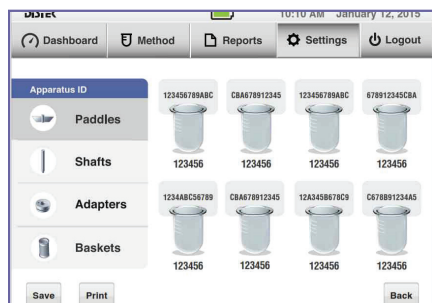 DISTEK 10:10 AM January 12, 2015
Dashboard Method Reports Settings Logout
Apparatus ID
Paddles
Shafts
Adapters
Baskets
123456789ABC CBA678912345 123456789ABC 678912345CBA
123456 123456 123456 123456
1234ABC56789 CBA678912345 12A345B678C9 C678B91234A5
123456 123456 123456 123456
Save Print Back